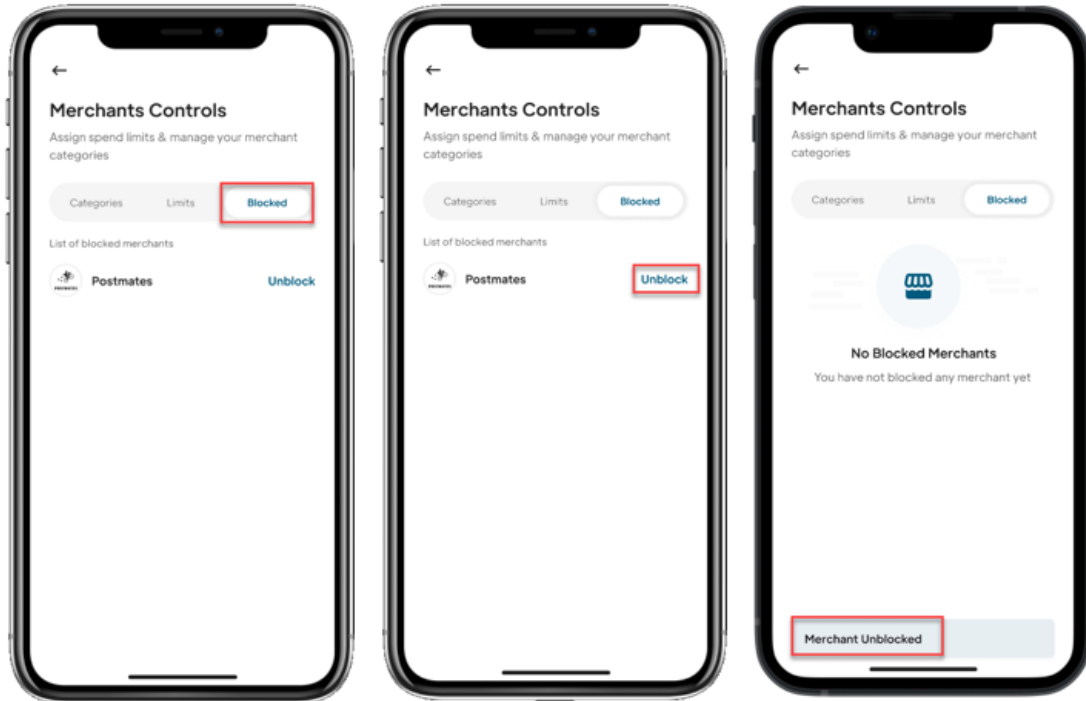 Merchants Controls
Assign spend limits & manage your merchant
categories
Categories Limits Blocked
List of blocked merchants
POSTMATES Postmates Unblock
Merchants Controls
Assign spend limits & manage your merchant
categories
Categories Limits Blocked
List of blocked merchants
POSTMATES Postmates Unblock
Merchants Controls
Assign spend limits & manage your merchant
categories
Categories Limits Blocked
No Blocked Merchants
You have not blocked any merchant yet
Merchant Unblocked